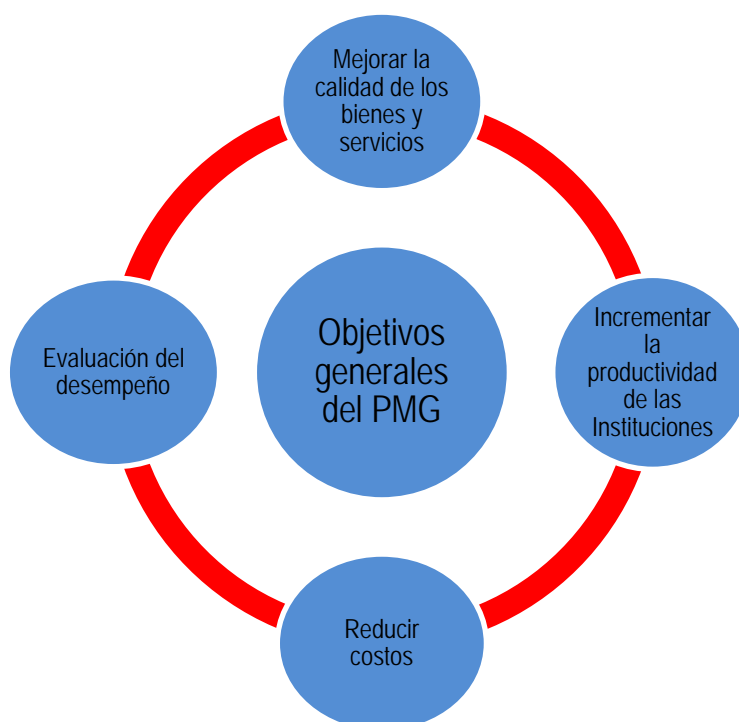 Mejorar la
calidad de los
bienes y
servicios
Objetivos
generales
del PMG
Incrementar
la
productividad
de las
Instituciones
Evaluación del
desempeño
Reducir
costos